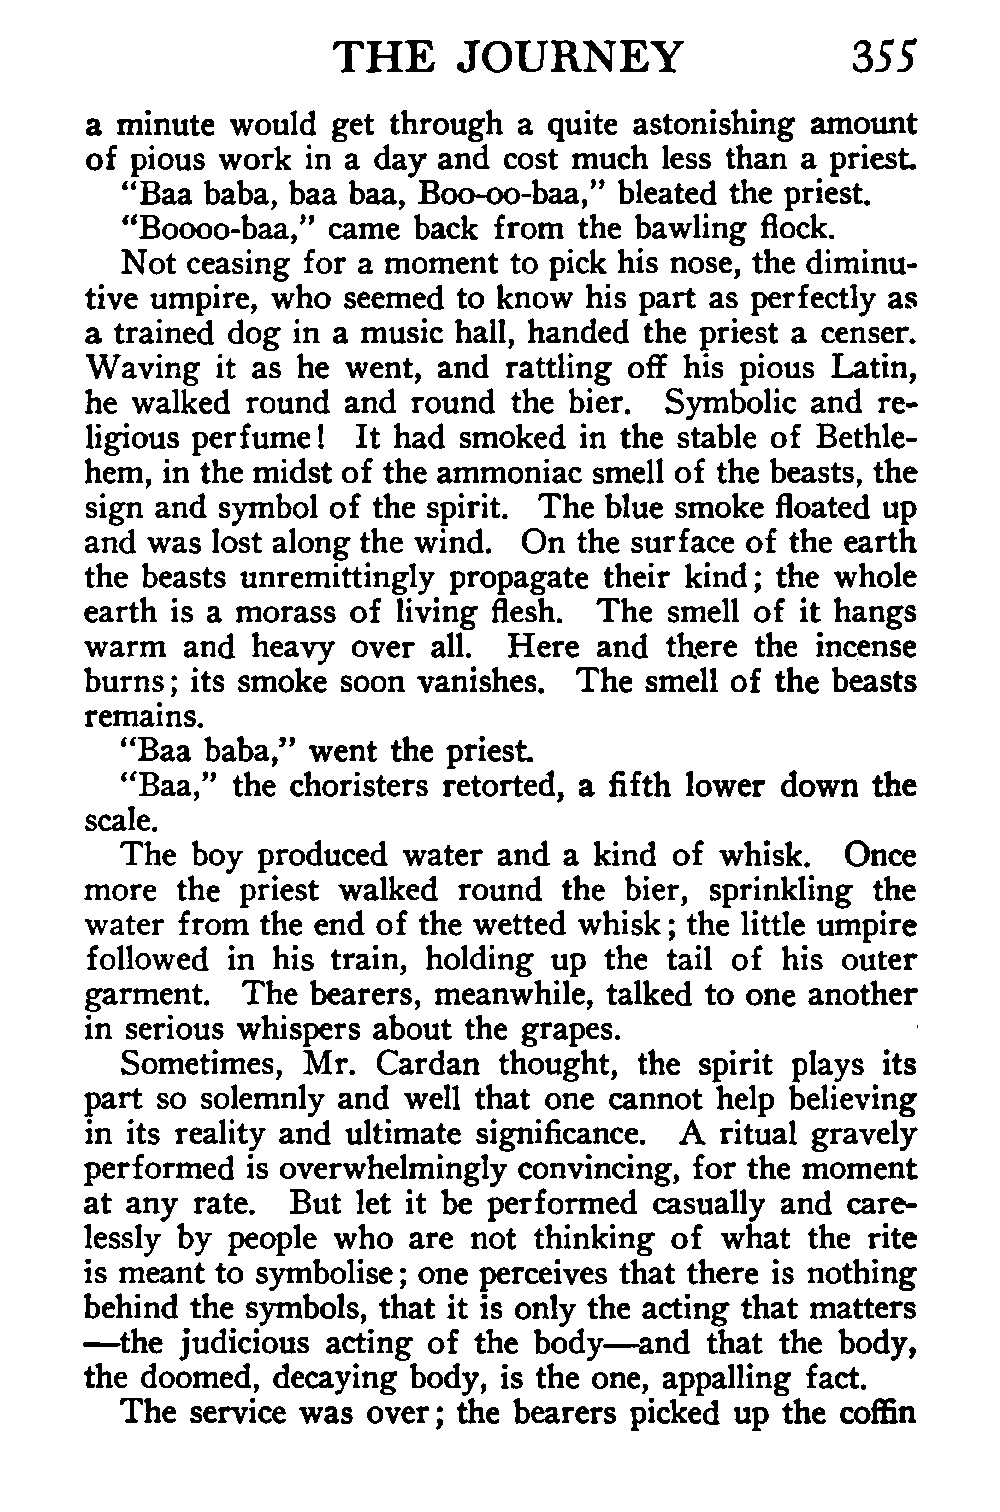 THE JOURNEY 355
a minute would get through a quite astonishing amount
of pious work in a day and cost much less than a priest.
“Baa baba, baa baa, Boo-oo-baa,” bleated the priest.
“Boooo-baa,” came back from the bawling flock.
Not ceasing for a moment to pick his nose, the diminu-
tive umpire, who seemed to know his part as perfectly as
a trained dog in a music hall, handed the priest a censer.
Waving it as he went, and rattling off his pious Latin,
he walked round and round the bier. Symbolic and re-
ligious perfume! It had smoked in the stable of Bethle-
hem, in the midst of the ammoniac smell of the beasts, the
sign and symbol of the spirit. The blue smoke floated up
and was lost along the wind. On the surface of the earth
the beasts unremittingly propagate their kind; the whole
earth is a morass of living flesh. The smell of it hangs
warm and heavy over all. Here and there the incense
burns; its smoke soon vanishes. The smell of the beasts
remains.
“Baa baba,” went the priest.
“Baa,” the choristers retorted, a fifth lower down the
scale.
The boy produced water and a kind of whisk. Once
more the priest walked round the bier, sprinkling the
water from the end of the wetted whisk; the little umpire
followed in his train, holding up the tail of his outer
garment. The bearers, meanwhile, talked to one another
in serious whispers about the grapes.
Sometimes, Mr. Cardan thought, the spirit plays its
part so solemnly and well that one cannot help believing
in its reality and ultimate significance. A ritual gravely
performed is overwhelmingly convincing, for the moment
at any rate. But let it be performed casually and care-
lessly by people who are not thinking of what the rite
is meant to symbolise; one perceives that there is nothing
behind the symbols, that it is only the acting that matters
—the judicious acting of the body—and that the body,
the doomed, decaying body, is the one, appalling fact.
The service was over; the bearers picked up the coffin